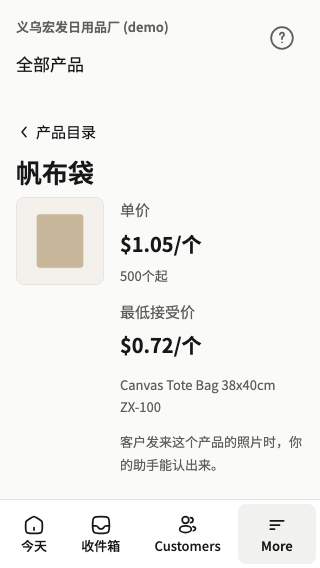 义乌宏发日用品厂 (demo)
全部产品
产品目录
帆布袋
单价
$1.05/个
500个起
最低接受价
$0.72/个
Canvas Tote Bag 38x40cm
ZX-100
客户发来这个产品的照片时，你
的助手能认出来。
今天
收件箱
Customers
More